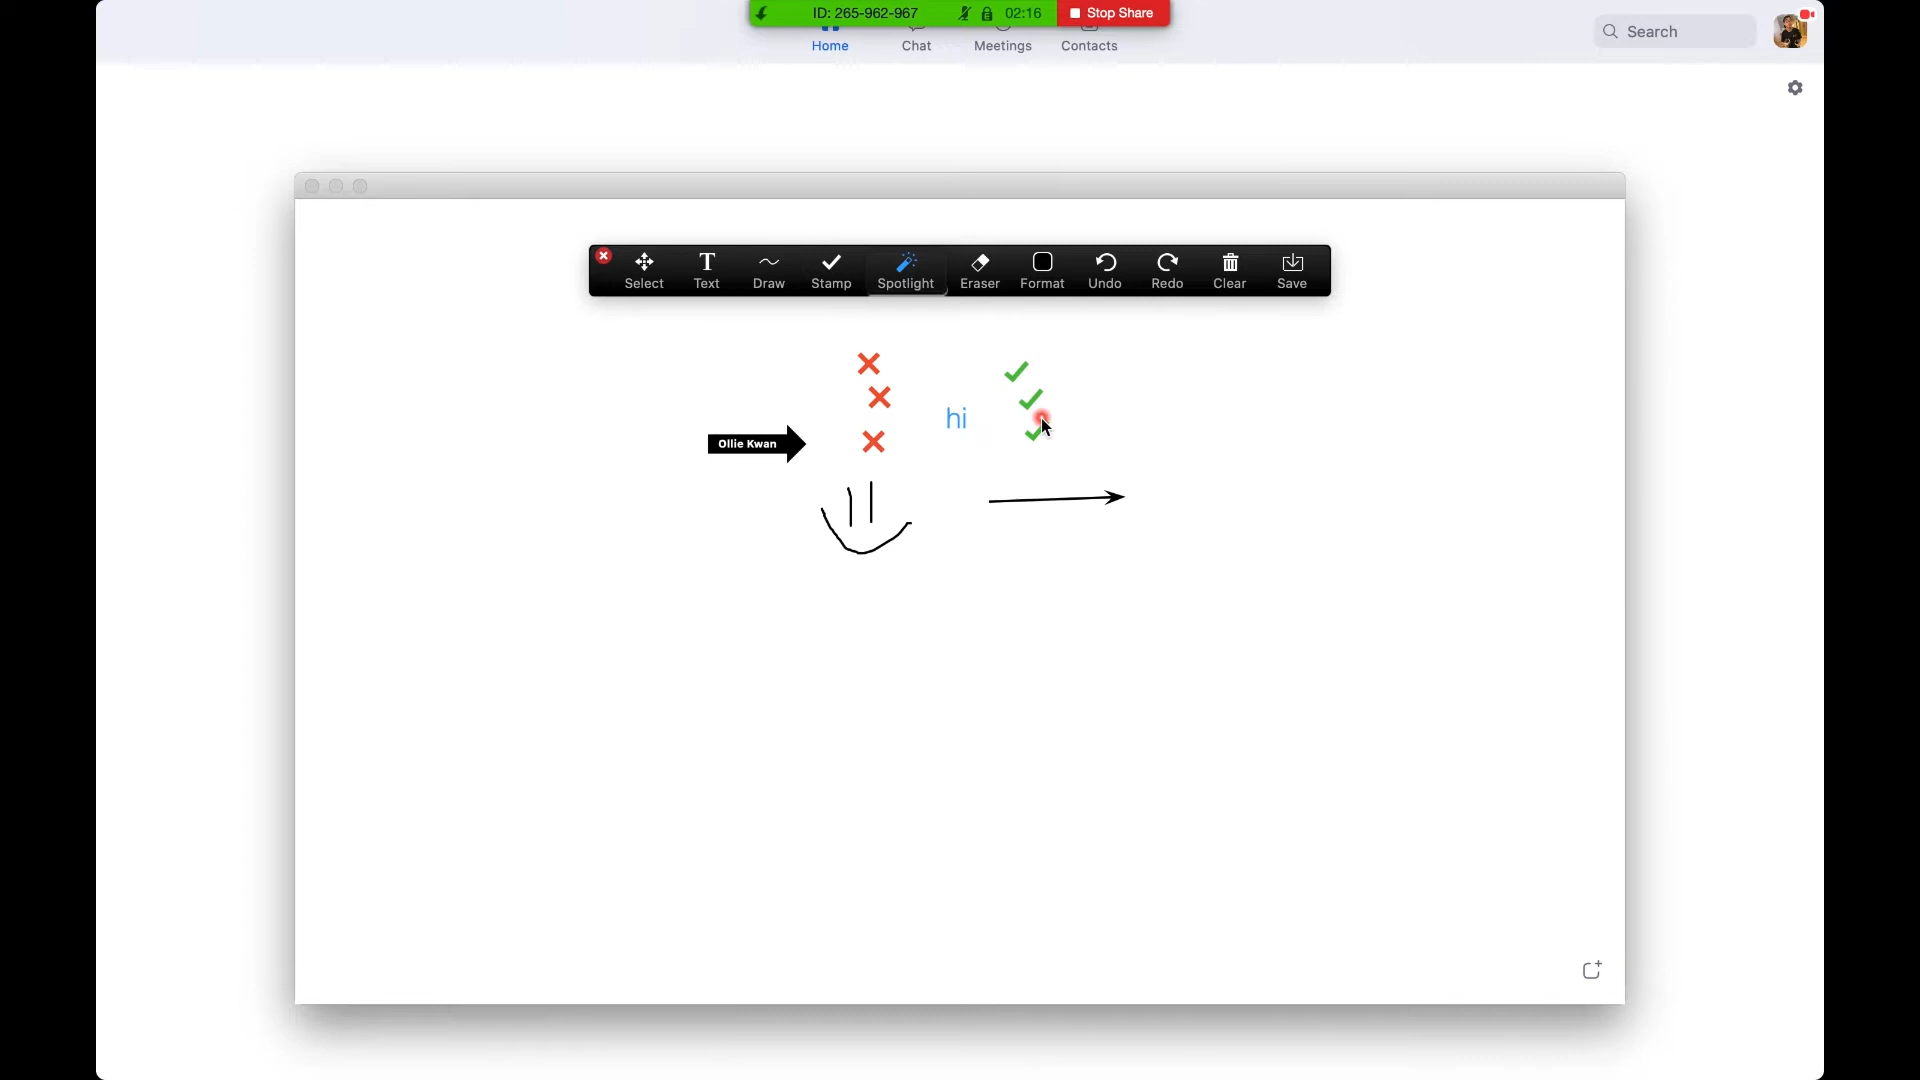 ID: 265-962-967 02:16 Stop Share
Home Chat Meetings Contacts
Search
Select Text Draw Stamp Spotlight Eraser Format Undo Redo Clear Save
hi
Ollie Kwan